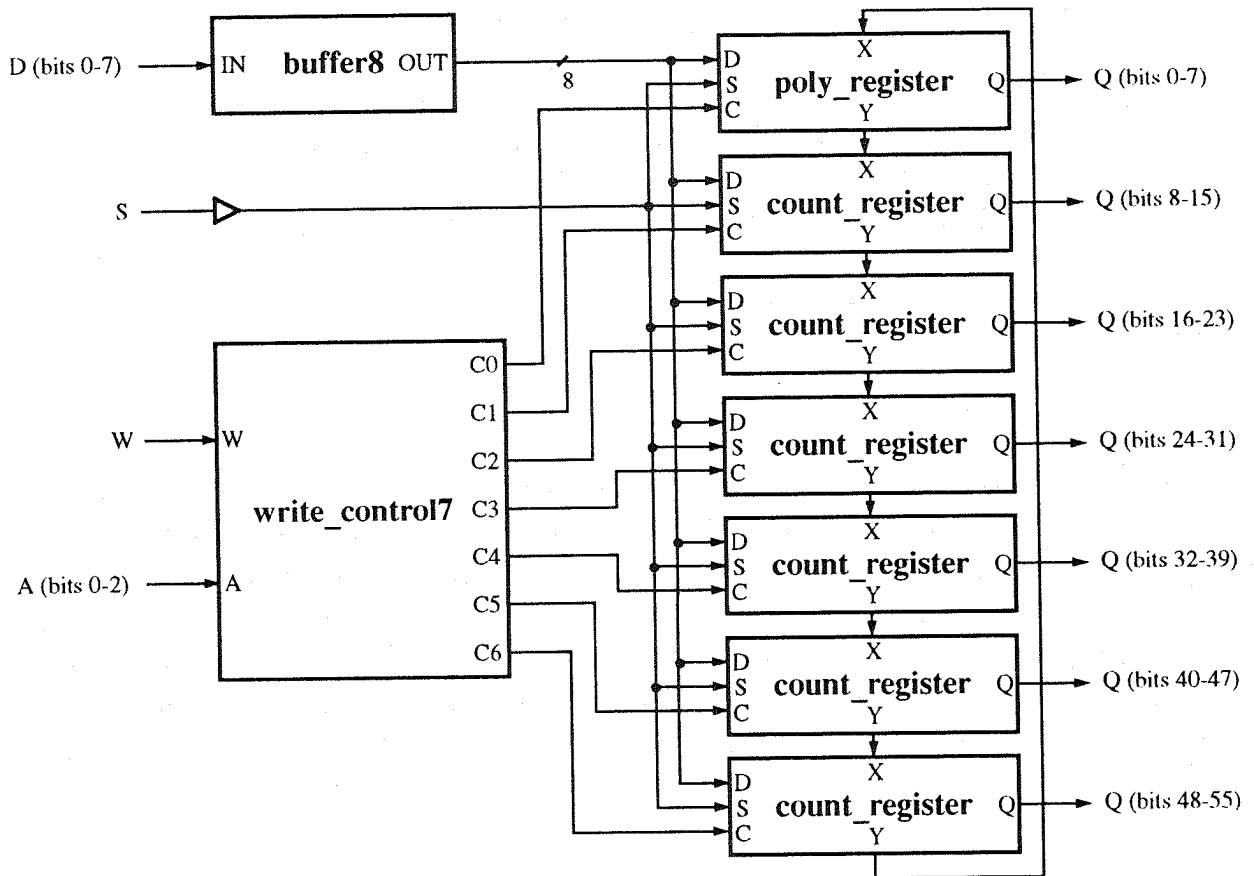 D (bits 0-7)
IN buffer8 OUT
8
X
D
S poly_register Q
C
Y
Q (bits 0-7)
S
X
D
S count_register Q
C
Y
Q (bits 8-15)
X
D
S count_register Q
C
Y
Q (bits 16-23)
W
A (bits 0-2)
W
write_control7
A
C0
C1
C2
C3
C4
C5
C6
X
D
S count_register Q
C
Y
Q (bits 24-31)
X
D
S count_register Q
C
Y
Q (bits 32-39)
X
D
S count_register Q
C
Y
Q (bits 40-47)
X
D
S count_register Q
C
Y
Q (bits 48-55)